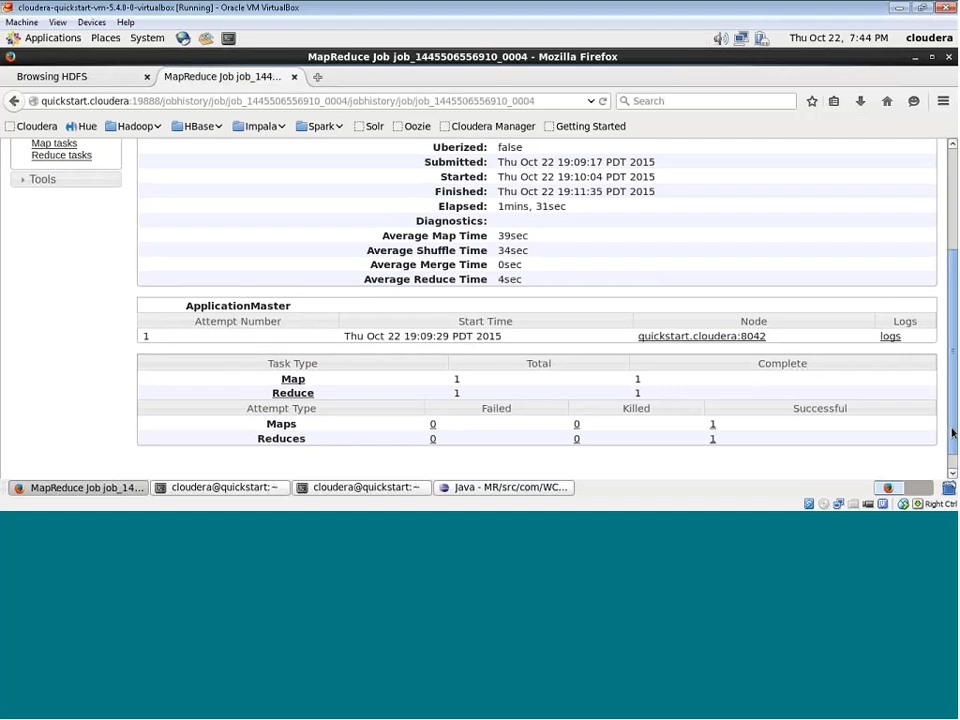 cloudera-quickstart-vm-5.4.0-0-virtualbox [Running] - Oracle VM VirtualBox
Machine View Devices Help
Applications Places System Thu Oct 22, 7:44 PM cloudera
MapReduce Job job_1445506556910_0004 - Mozilla Firefox
Browsing HDFS MapReduce Job job_144...
quickstart.cloudera:19888/jobhistory/job/job_1445506556910_0004/jobhistory/job/job_1445506556910_0004 Search
Cloudera Hue Hadoop HBase Impala Spark Solr Oozie Cloudera Manager Getting Started
Map tasks
Reduce tasks
Tools
Uberized: false
Submitted: Thu Oct 22 19:09:17 PDT 2015
Started: Thu Oct 22 19:10:04 PDT 2015
Finished: Thu Oct 22 19:11:35 PDT 2015
Elapsed: 1mins, 31sec
Diagnostics:
Average Map Time 39sec
Average Shuffle Time 34sec
Average Merge Time 0sec
Average Reduce Time 4sec
ApplicationMaster
Attempt Number Start Time Node Logs
1 Thu Oct 22 19:09:29 PDT 2015 quickstart.cloudera:8042 logs
Task Type Total Complete
Map 1 1
Reduce 1 1
Attempt Type Failed Killed Successful
Maps 0 0 1
Reduces 0 0 1
MapReduce Job job_14... cloudera@quickstart:~ cloudera@quickstart:~ Java - MR/src/com/WC...
Right Ctrl